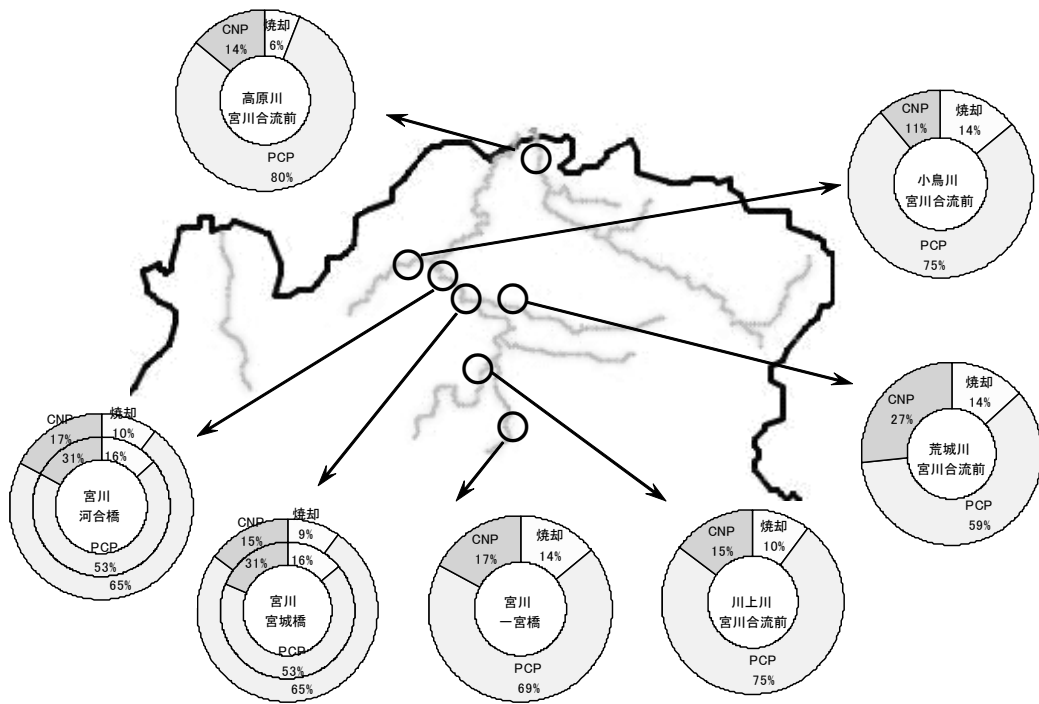 CNP 焼却
14% 6%
高原川
宮川合流前
PCP
80%
CNP 焼却
11% 14%
小鳥川
宮川合流前
PCP
75%
CNP 焼却
27% 14%
荒城川
宮川合流前
PCP
59%
CNP 焼却
17% 10%
31% 16%
宮川
河合橋
PCP
53%
65%
CNP 焼却
15% 9%
31% 16%
宮川
宮城橋
PCP
53%
65%
CNP 焼却
17% 14%
宮川
一宮橋
PCP
69%
CNP 焼却
15% 10%
川上川
宮川合流前
PCP
75%